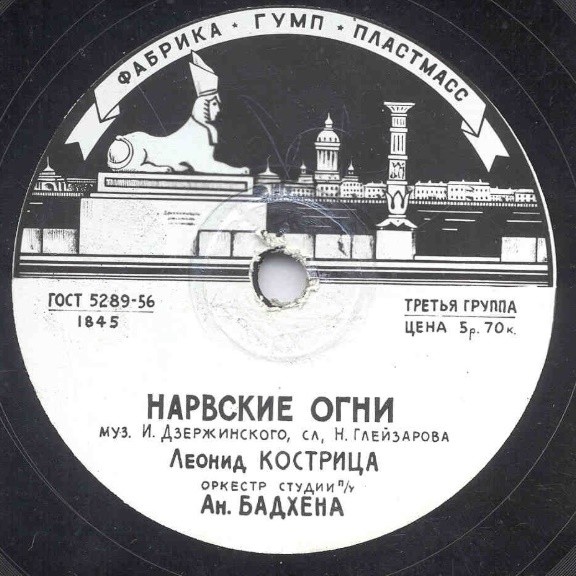 ФАБРИКА · ГУМП · ПЛАСТМАСС
ГОСТ 5289-56
1845
ТРЕТЬЯ ГРУППА
ЦЕНА 5р. 70к.
НАРВСКИЕ ОГНИ
МУЗ. И. ДЗЕРЖИНСКОГО, СЛ, Н. ГЛЕЙЗАРОВА
ЛЕОНИД КОСТРИЦА
ОРКЕСТР СТУДИИ П/У
АН. БАДХЕНА